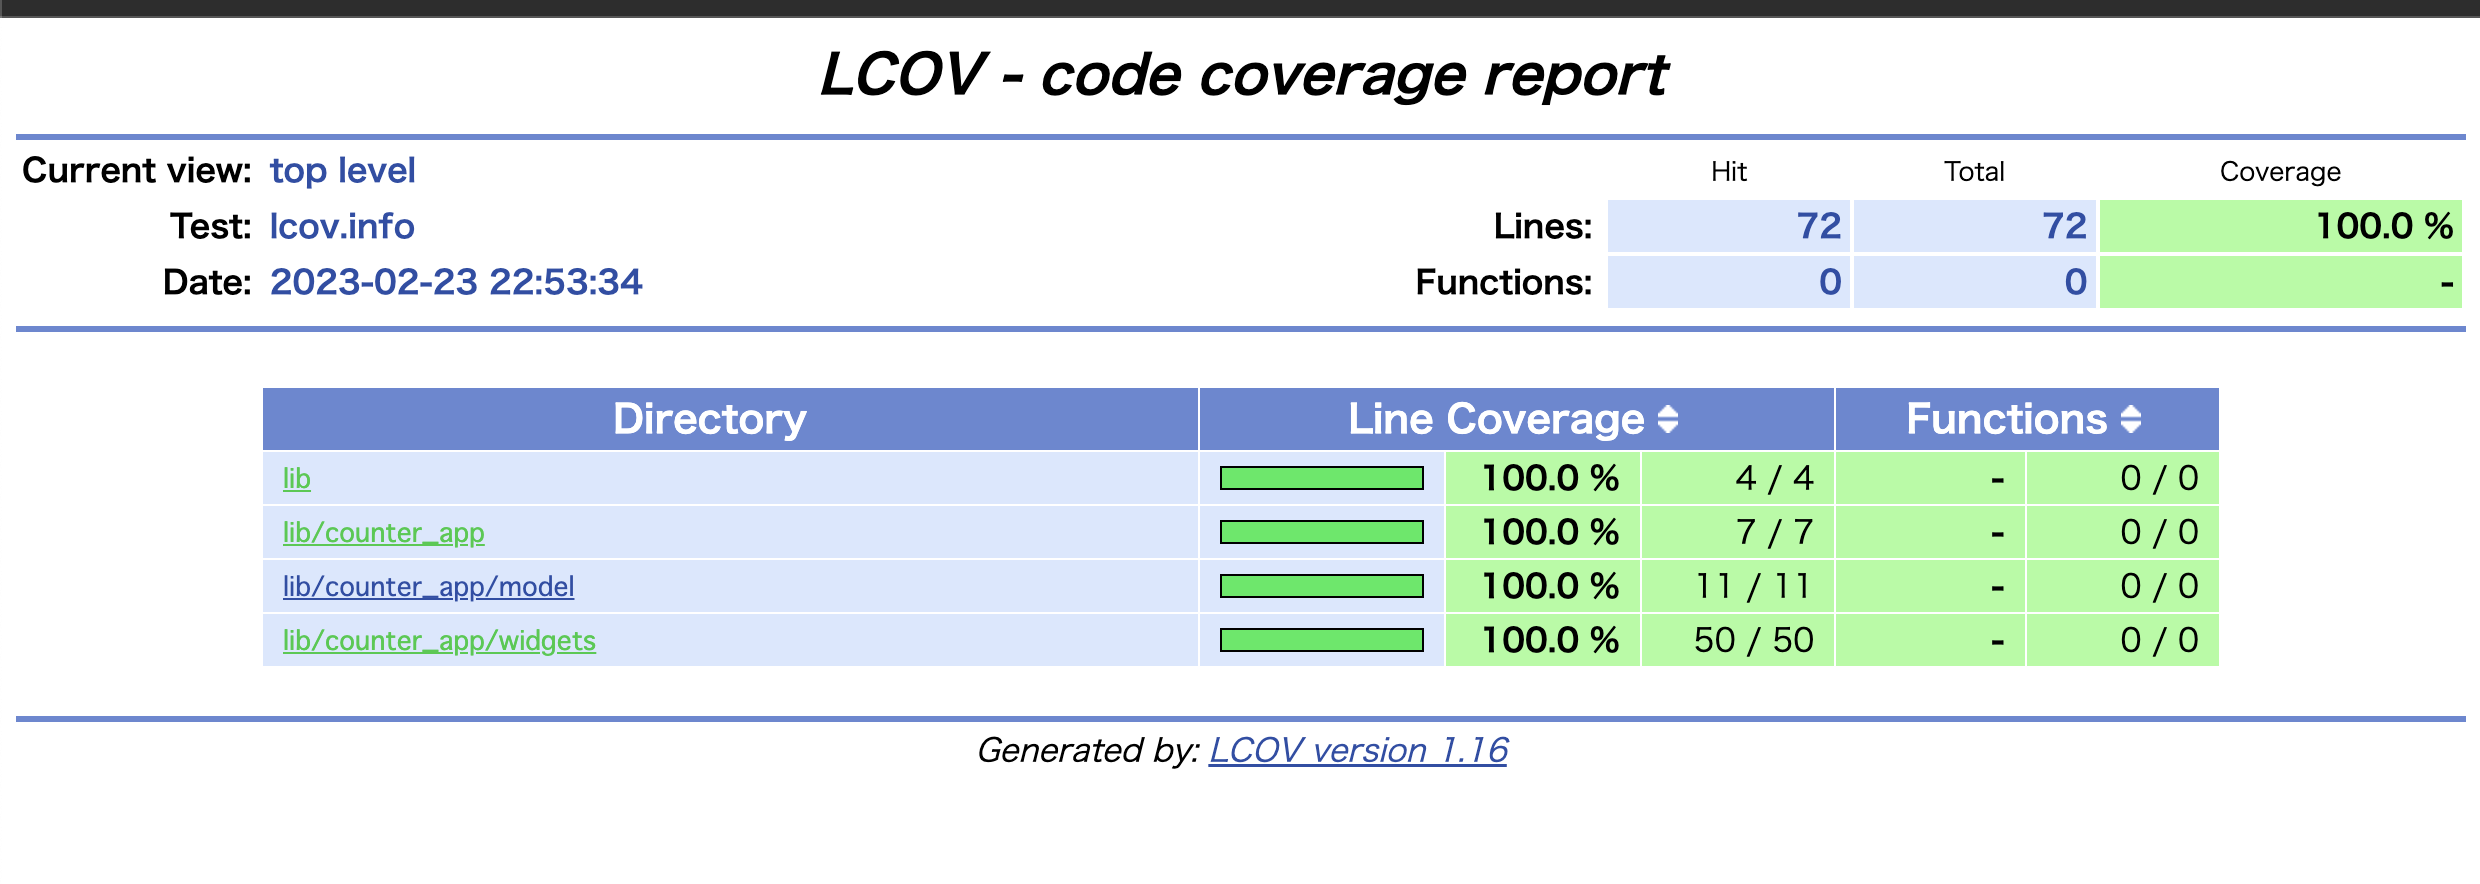 LCOV - code coverage report
Current view: top level
Hit Total Coverage
Test: lcov.info Lines: 72 72 100.0 %
Date: 2023-02-23 22:53:34 Functions: 0 0 -
Directory Line Coverage Functions
lib 100.0 % 4 / 4 - 0 / 0
lib/counter_app 100.0 % 7 / 7 - 0 / 0
lib/counter_app/model 100.0 % 11 / 11 - 0 / 0
lib/counter_app/widgets 100.0 % 50 / 50 - 0 / 0
Generated by: LCOV version 1.16